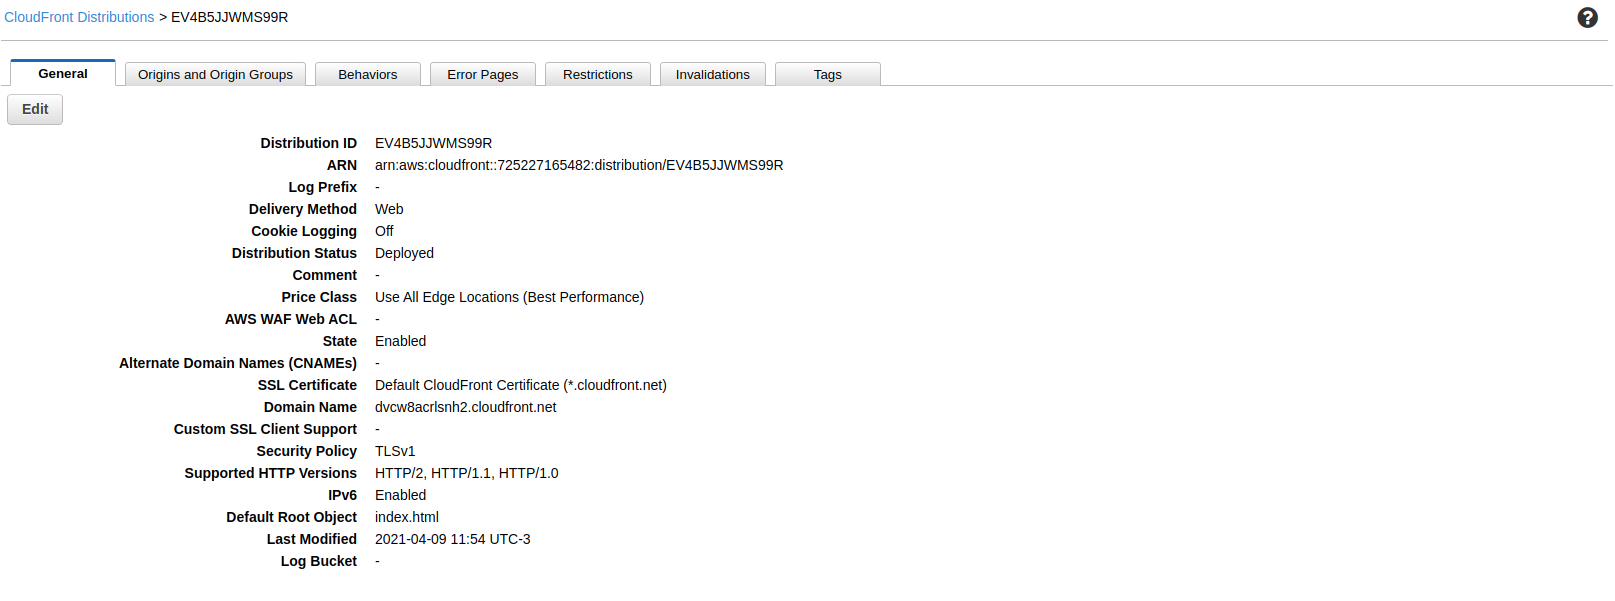 CloudFront Distributions > EV4B5JJWMS99R
General Origins and Origin Groups Behaviors Error Pages Restrictions Invalidations Tags
Edit
Distribution ID EV4B5JJWMS99R
ARN arn:aws:cloudfront::725227165482:distribution/EV4B5JJWMS99R
Log Prefix -
Delivery Method Web
Cookie Logging Off
Distribution Status Deployed
Comment -
Price Class Use All Edge Locations (Best Performance)
AWS WAF Web ACL -
State Enabled
Alternate Domain Names (CNAMEs) -
SSL Certificate Default CloudFront Certificate (*.cloudfront.net)
Domain Name dvcw8acrlsnh2.cloudfront.net
Custom SSL Client Support -
Security Policy TLSv1
Supported HTTP Versions HTTP/2, HTTP/1.1, HTTP/1.0
IPv6 Enabled
Default Root Object index.html
Last Modified 2021-04-09 11:54 UTC-3
Log Bucket -